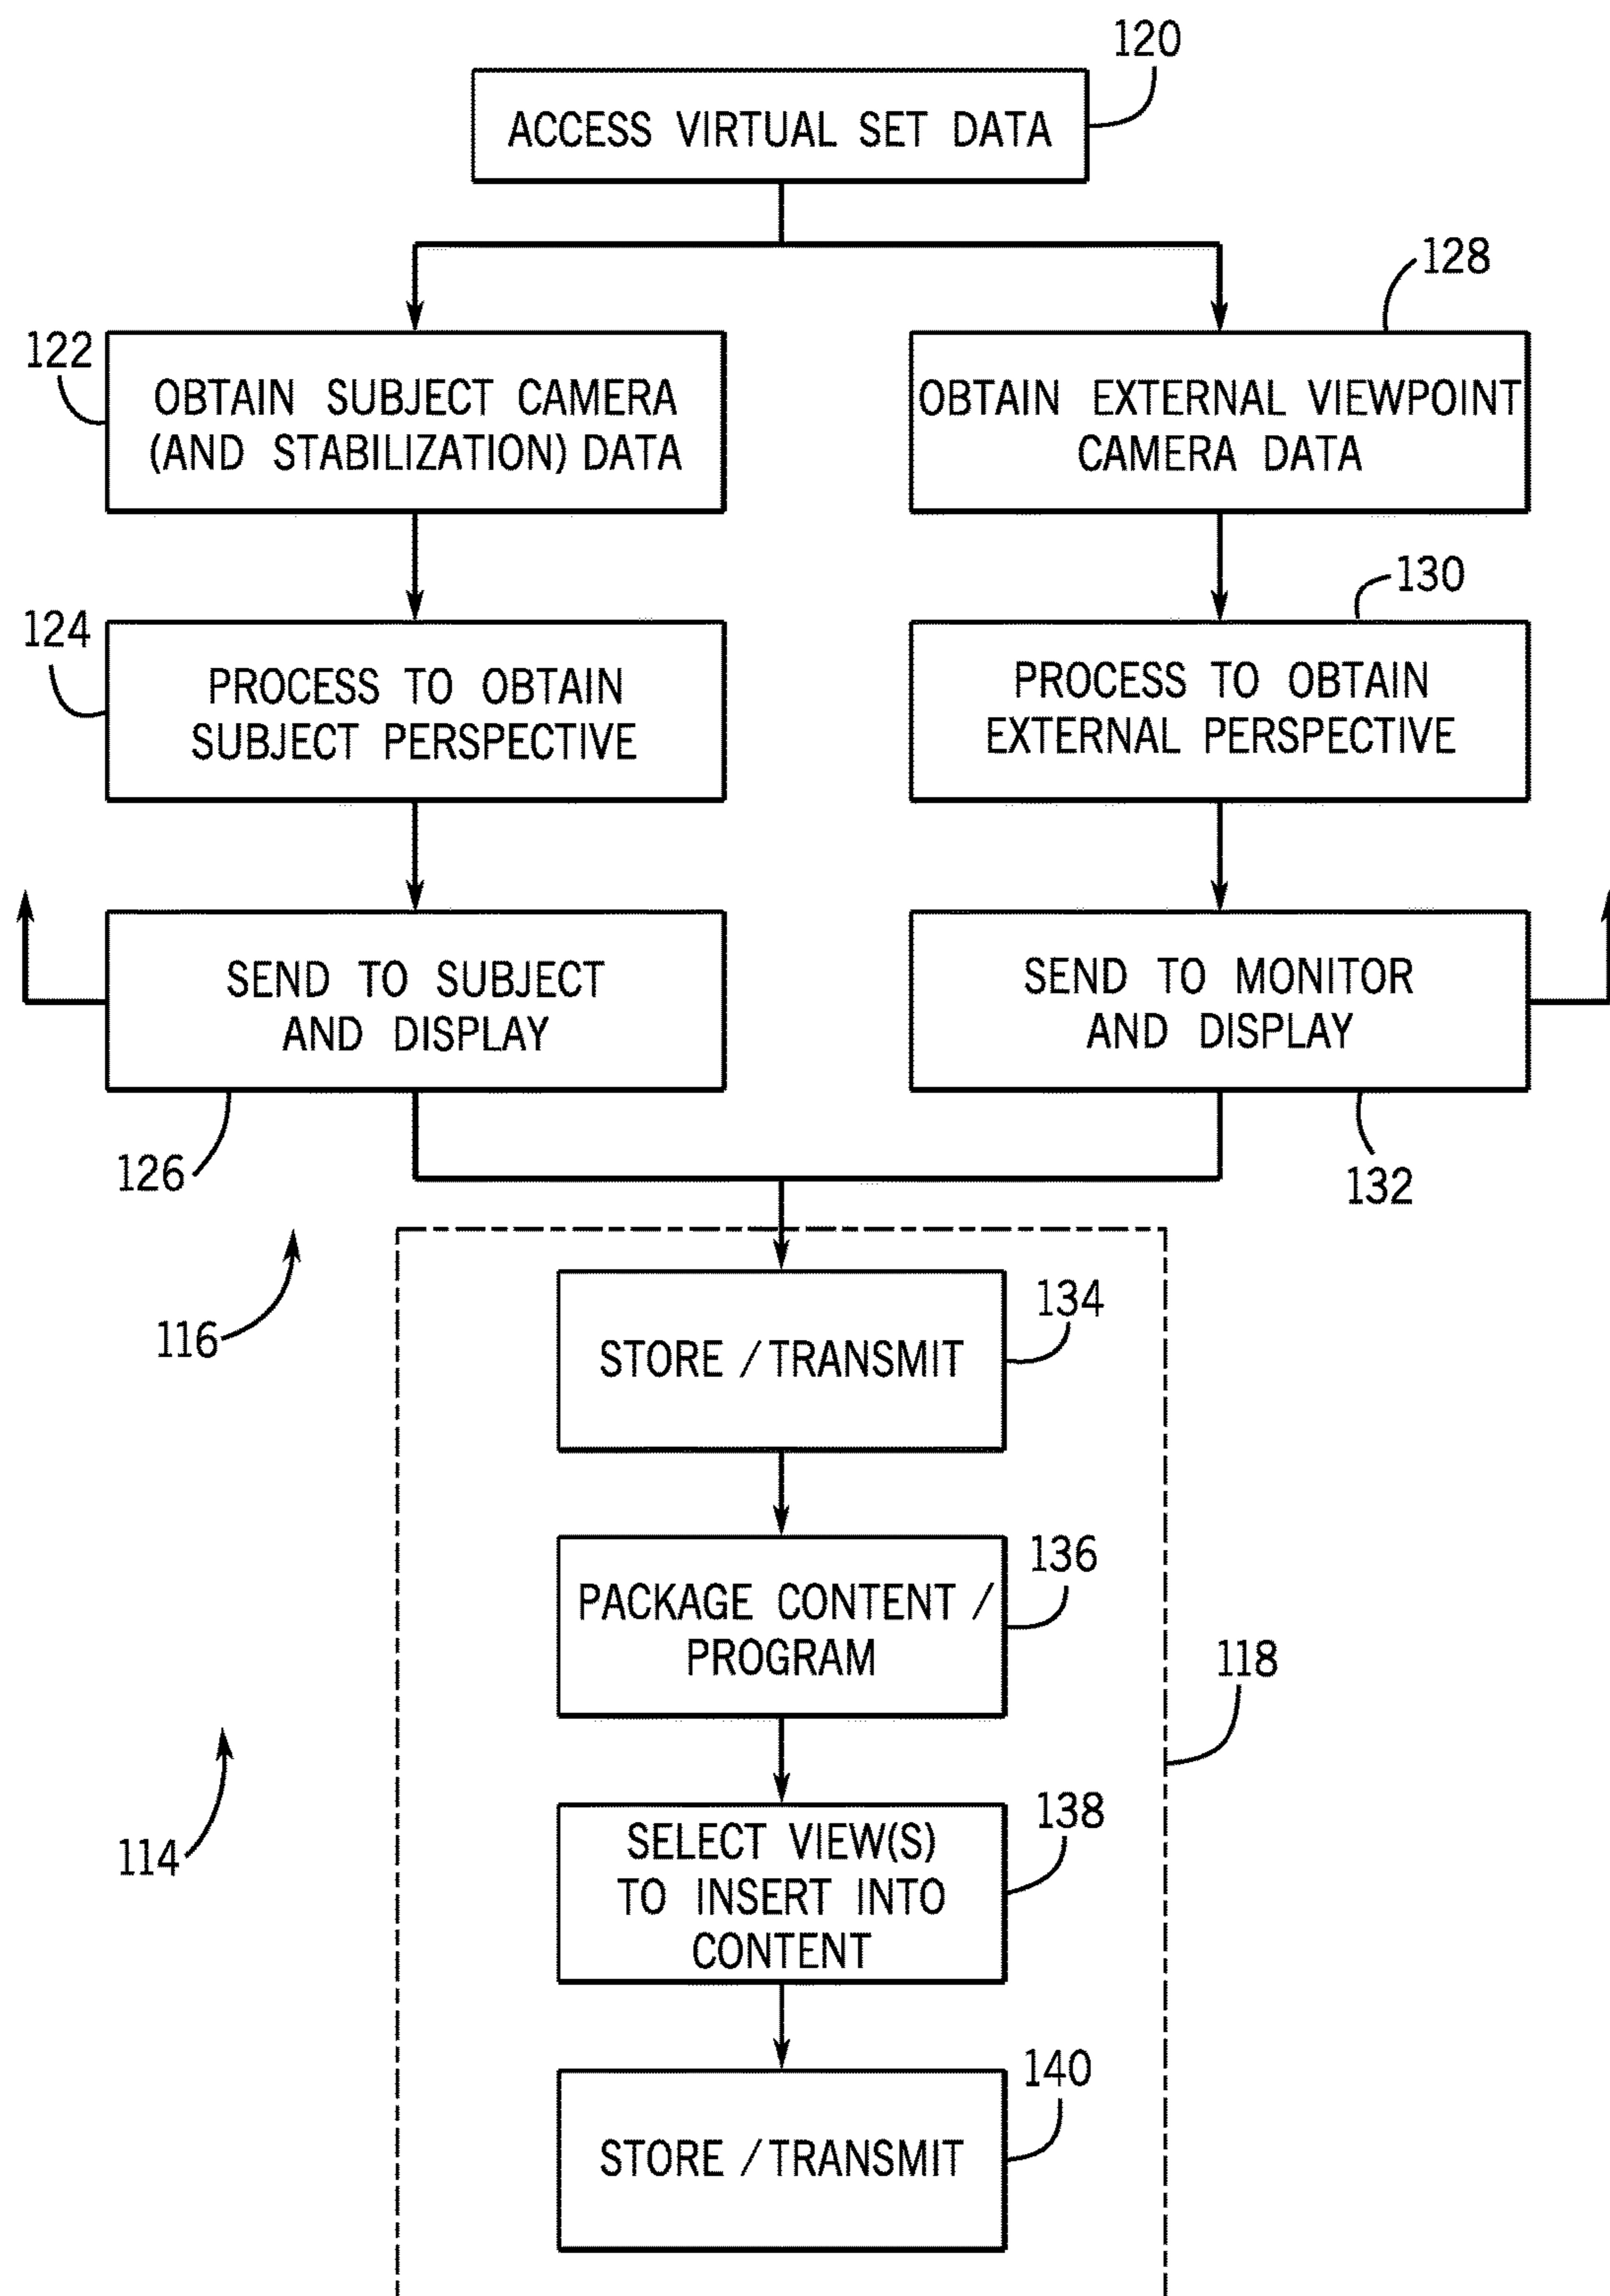 120
ACCESS VIRTUAL SET DATA
128
122
OBTAIN SUBJECT CAMERA
(AND STABILIZATION) DATA
OBTAIN EXTERNAL VIEWPOINT
CAMERA DATA
130
124
PROCESS TO OBTAIN
SUBJECT PERSPECTIVE
PROCESS TO OBTAIN
EXTERNAL PERSPECTIVE
SEND TO SUBJECT
AND DISPLAY
SEND TO MONITOR
AND DISPLAY
126
132
116
134
STORE / TRANSMIT
136
PACKAGE CONTENT /
PROGRAM
118
114
138
SELECT VIEW(S)
TO INSERT INTO
CONTENT
140
STORE / TRANSMIT